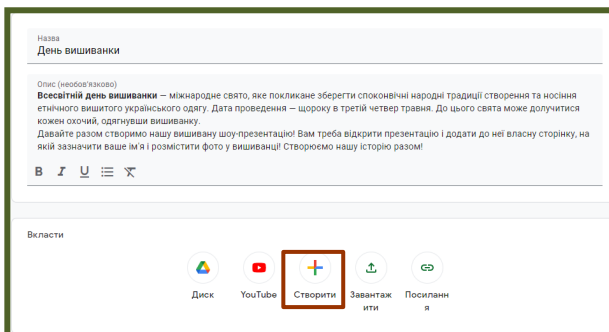 Назва
День вишиванки
Опис (необов'язково)
Всесвітній день вишиванки — міжнародне свято, яке покликане зберегти споконвічні народні традиції створення та носіння
етнічного вишитого українського одягу. Дата проведення — щороку в третій четвер травня. До цього свята може долучитися
кожен охочий, одягнувши вишиванку.
Давайте разом створимо нашу вишивану шоу-презентацію! Вам треба відкрити презентацію і додати до неї власну сторінку, на
якій зазначити ваше ім'я і розмістити фото у вишиванці! Створюємо нашу історію разом!
B I U
Вкласти
Диск YouTube Створити Завантаж Посиланн
ити я